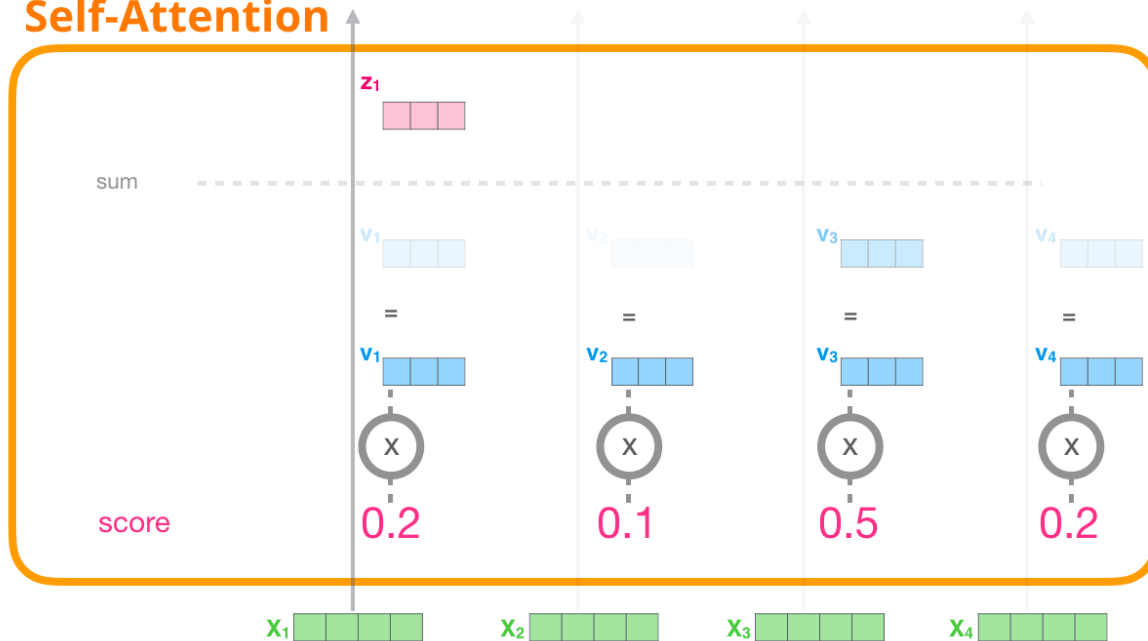 Self-Attention
z₁
sum
v₁ v₂ v₃ v₄
= = = =
v₁ v₂ v₃ v₄
X X X X
score 0.2 0.1 0.5 0.2
X₁ X₂ X₃ X₄